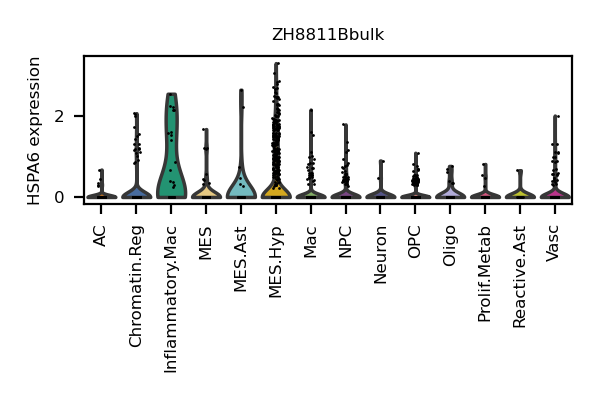 ZH8811Bbulk
HSPA6 expression
2
0
AC
Chromatin.Reg
Inflammatory.Mac
MES
MES.Ast
MES.Hyp
Mac
NPC
Neuron
OPC
Oligo
Prolif.Metab
Reactive.Ast
Vasc